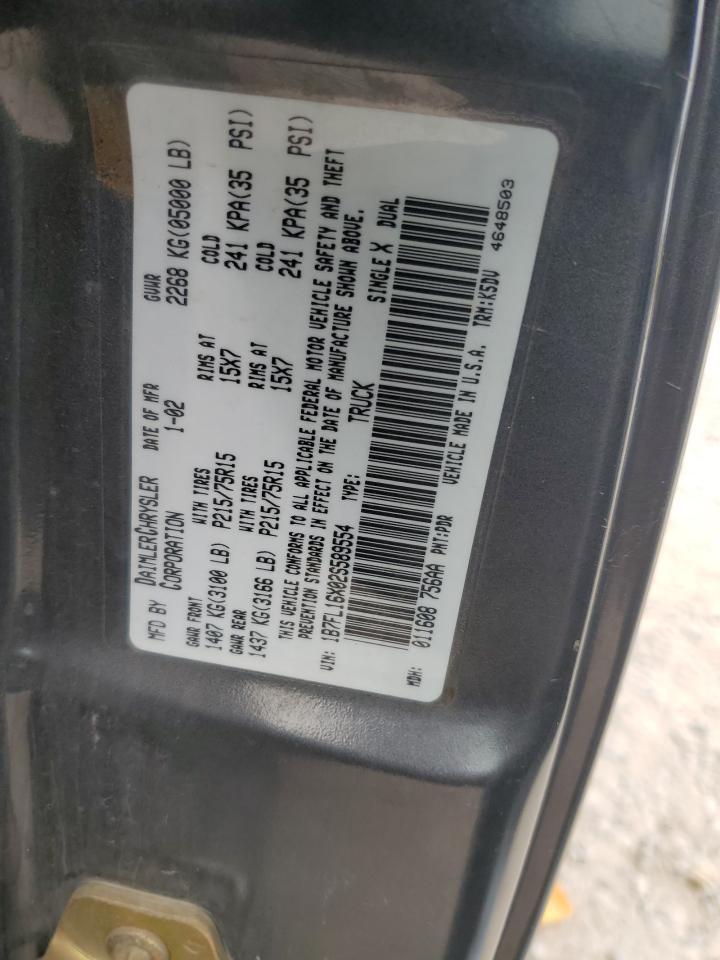 MFD BY DAIMLERCHRYSLER CORPORATION
DATE OF MFR 1-02
GVWR 2268 KG(05000 LB)
GAWR FRONT WITH TIRES RIMS AT COLD
1407 KG(3100 LB) P215/75R15 15X7 241 KPA(35 PSI)
GAWR REAR WITH TIRES RIMS AT COLD
1437 KG(3166 LB) P215/75R15 15X7 241 KPA(35 PSI)
THIS VEHICLE CONFORMS TO ALL APPLICABLE FEDERAL MOTOR VEHICLE SAFETY AND THEFT
PREVENTION STANDARDS IN EFFECT ON THE DATE OF MANUFACTURE SHOWN ABOVE.
VIN: 1B7FL16X02S589554 TYPE: TRUCK SINGLE X DUAL
MDH: 011608 756AA PNT:PDR VEHICLE MADE IN U.S.A. TRM:K5DV 4648503